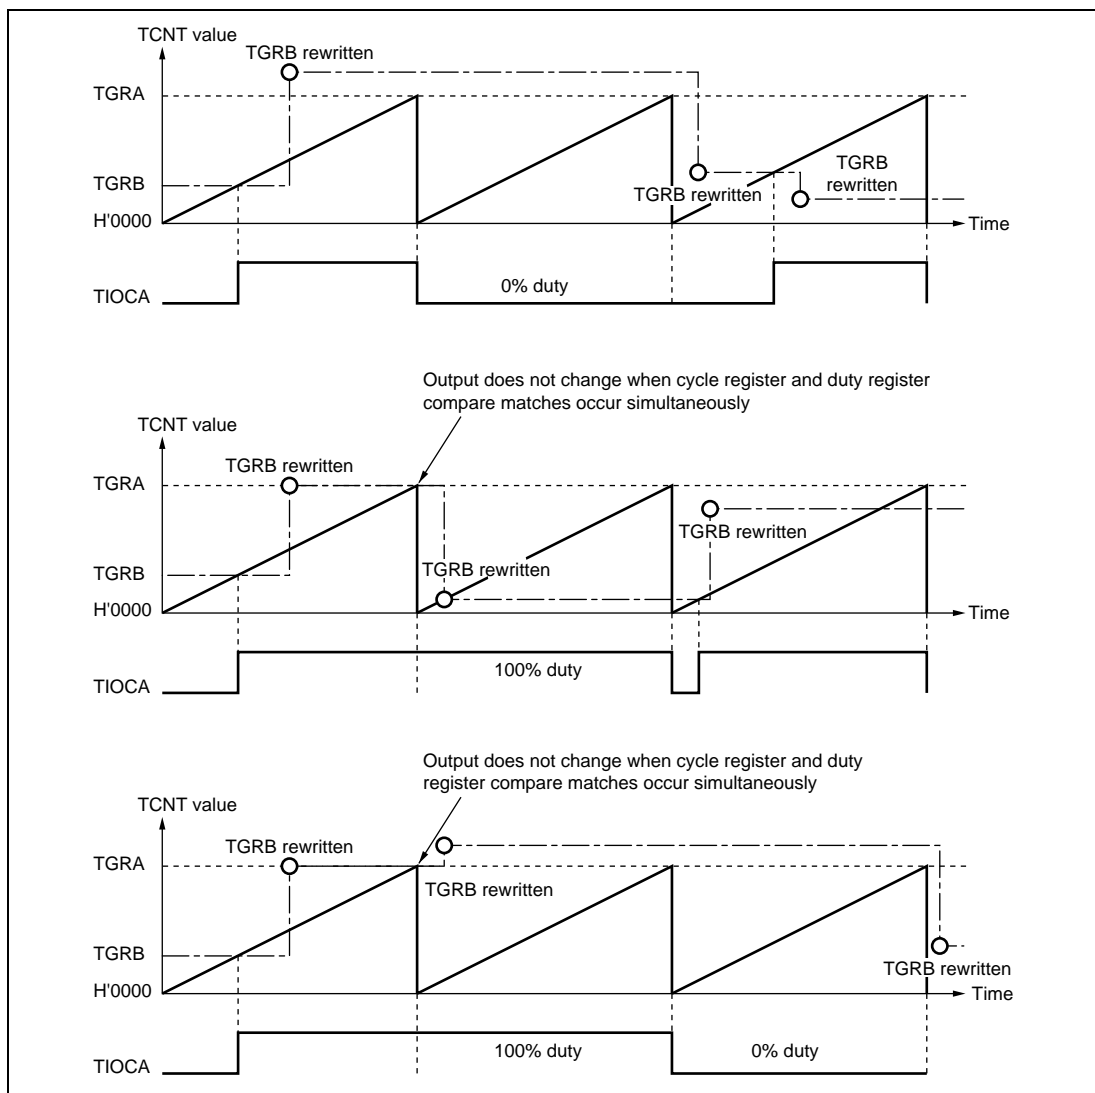 TCNT value
TGRB rewritten
TGRA
TGRB
rewritten
TGRB
TGRB rewritten
H'0000
Time
0% duty
TIOCA
Output does not change when cycle register and duty register
compare matches occur simultaneously
TCNT value
TGRB rewritten
TGRA
TGRB rewritten
TGRB rewritten
TGRB
H'0000
Time
100% duty
TIOCA
Output does not change when cycle register and duty
register compare matches occur simultaneously
TCNT value
TGRB rewritten
TGRA
TGRB rewritten
TGRB
TGRB rewritten
H'0000
Time
100% duty
0% duty
TIOCA